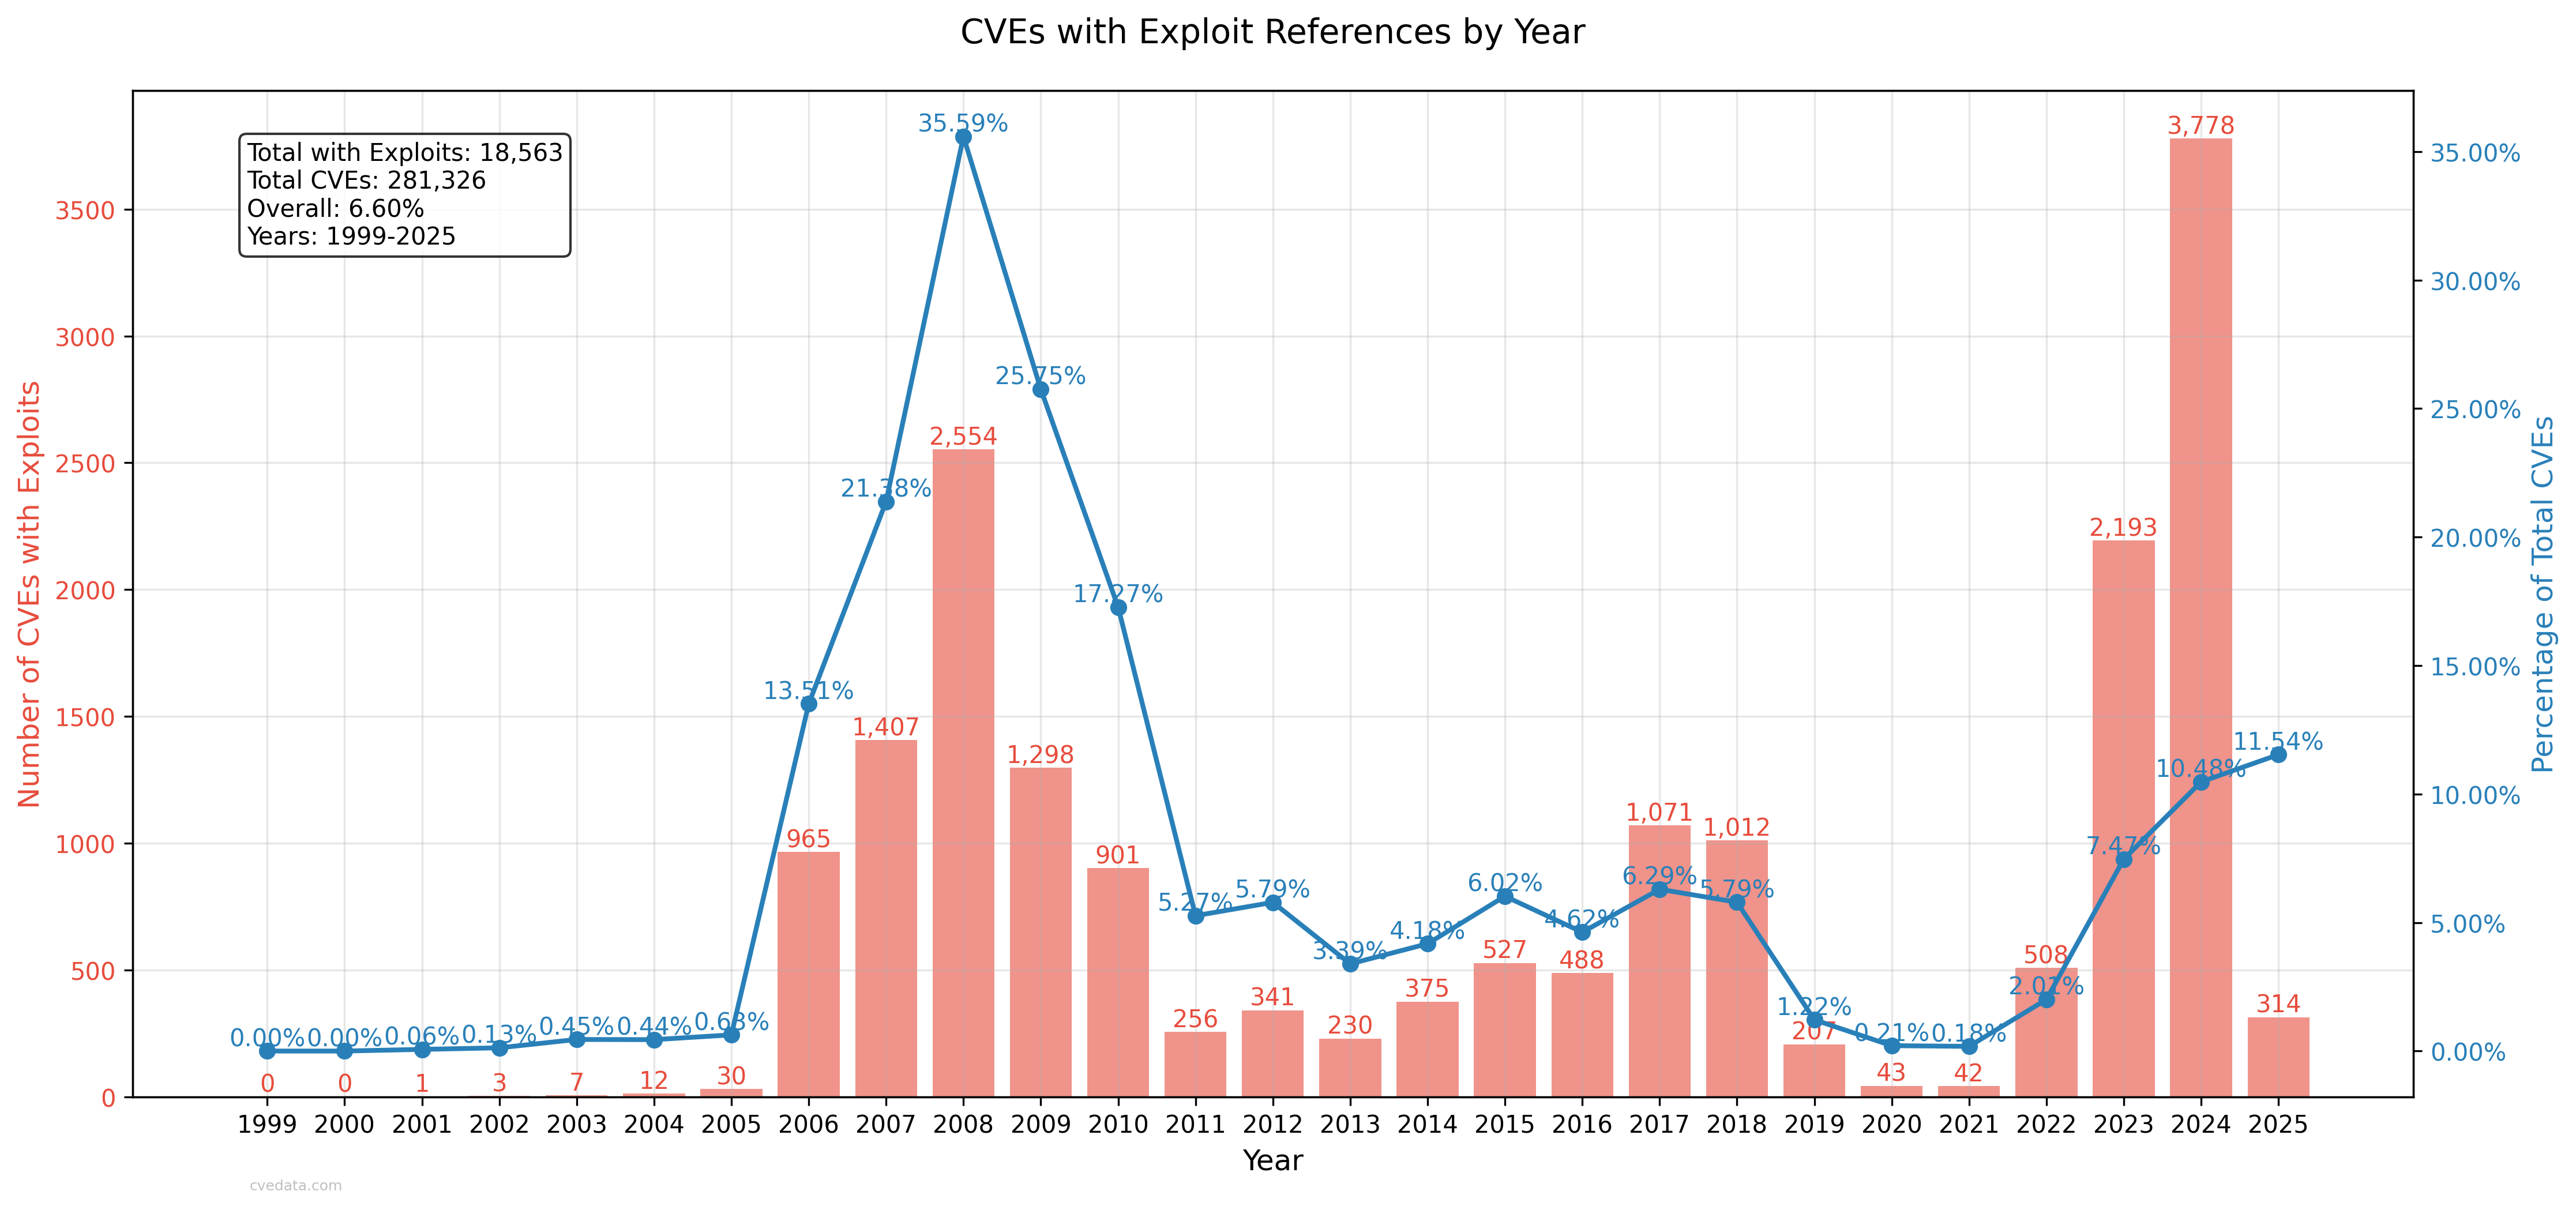 CVEs with Exploit References by Year
Total with Exploits: 18,563
Total CVEs: 281,326
Overall: 6.60%
Years: 1999-2025
Number of CVEs with Exploits
3500
3000
2500
2000
1500
1000
500
0
35.00%
30.00%
25.00%
20.00%
15.00%
10.00%
5.00%
0.00%
Percentage of Total CVEs
0.00% 0.00% 0.06% 0.13% 0.45% 0.44% 0.63% 13.51% 21.38% 35.59% 25.75% 17.27% 5.27% 5.79% 3.39% 4.18% 6.02% 4.62% 6.29% 5.79% 1.22% 0.21% 0.18% 2.01% 7.47% 10.48% 11.54%
0 0 1 3 7 12 30 965 1,407 2,554 1,298 901 256 341 230 375 527 488 1,071 1,012 207 43 42 508 2,193 3,778 314
1999 2000 2001 2002 2003 2004 2005 2006 2007 2008 2009 2010 2011 2012 2013 2014 2015 2016 2017 2018 2019 2020 2021 2022 2023 2024 2025
Year
cvedata.com